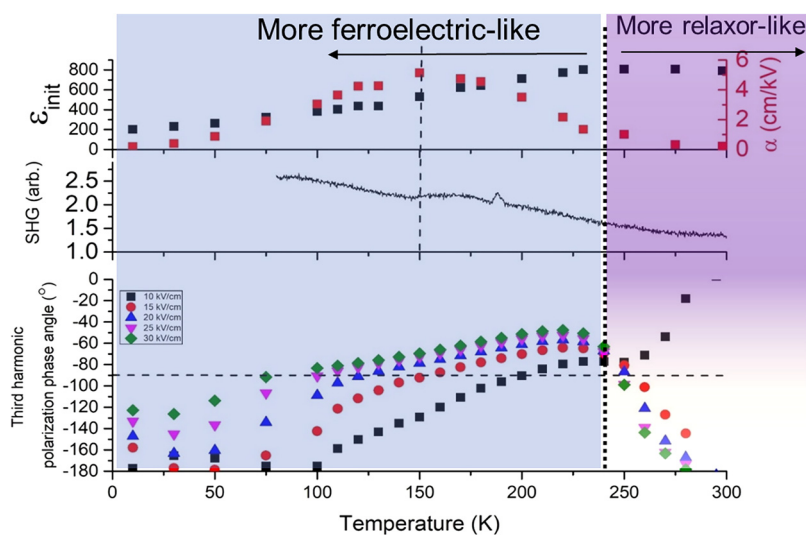 More ferroelectric-like
More relaxor-like
800
600
400
200
0
ε_init
6
4
2
0
α (cm/kV)
2.5
2.0
1.5
1.0
SHG (arb.)
0
-20
-40
-60
-80
-100
-120
-140
-160
-180
Third harmonic
polarization phase angle (°)
10 kV/cm
15 kV/cm
20 kV/cm
25 kV/cm
30 kV/cm
0 50 100 150 200 250 300
Temperature (K)